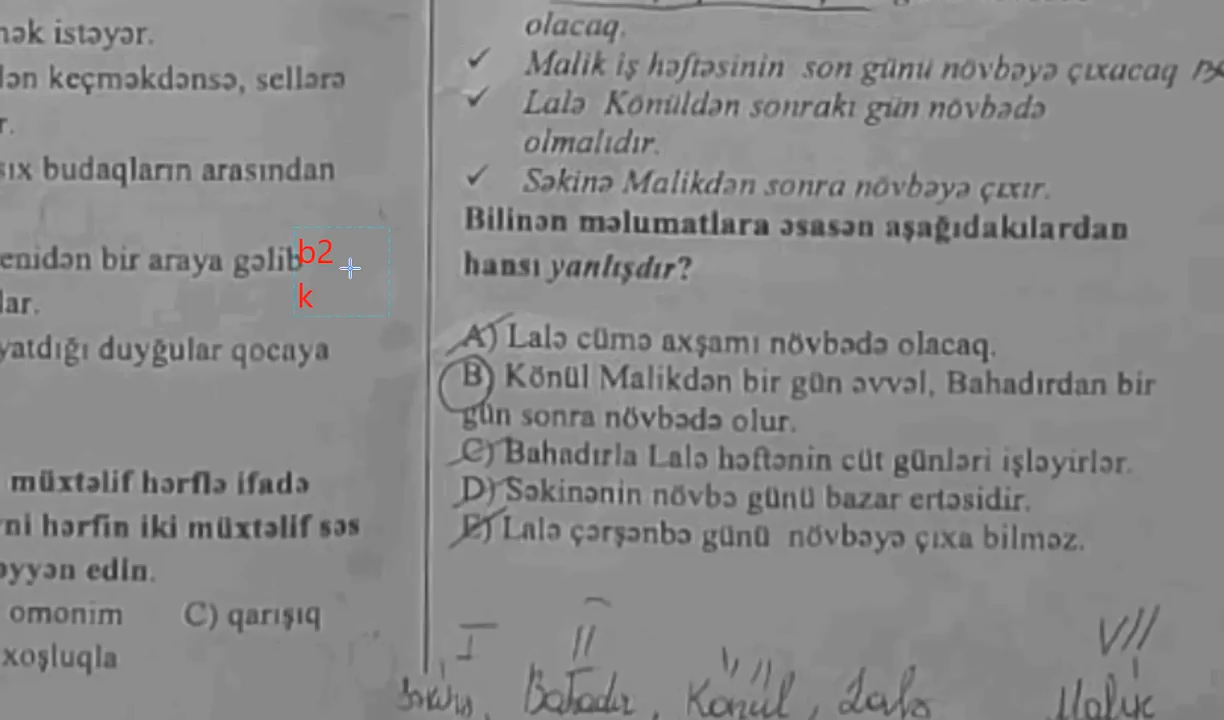 hək istəyər.
lən keçməkdənsə, sellərə
r.
sıx budaqların arasından
enidən bir araya gəlib
lar.
yatdığı duyğular qocaya
müxtəlif hərflə ifadə
ni hərfin iki müxtəlif səs
əyyən edin.
omonim C) qarışıq
xoşluqla
b2
k
olacaq.
✓ Malik iş həftəsinin son günü növbəyə çıxacaq
✓ Lalə Könüldən sonrakı gün növbədə
olmalıdır.
✓ Səkinə Malikdən sonra növbəyə çıxır.
Bilinən məlumatlara əsasən aşağıdakılardan
hansı yanlışdır?
A) Lalə cümə axşamı növbədə olacaq.
B) Könül Malikdən bir gün əvvəl, Bahadırdan bir
gün sonra növbədə olur.
C) Bahadırla Lalə həftənin cüt günləri işləyirlər.
D) Səkinənin növbə günü bazar ertəsidir.
E) Lalə çərşənbə günü növbəyə çıxa bilməz.
I II VII
Bahadır, Könül, Lalə Malik